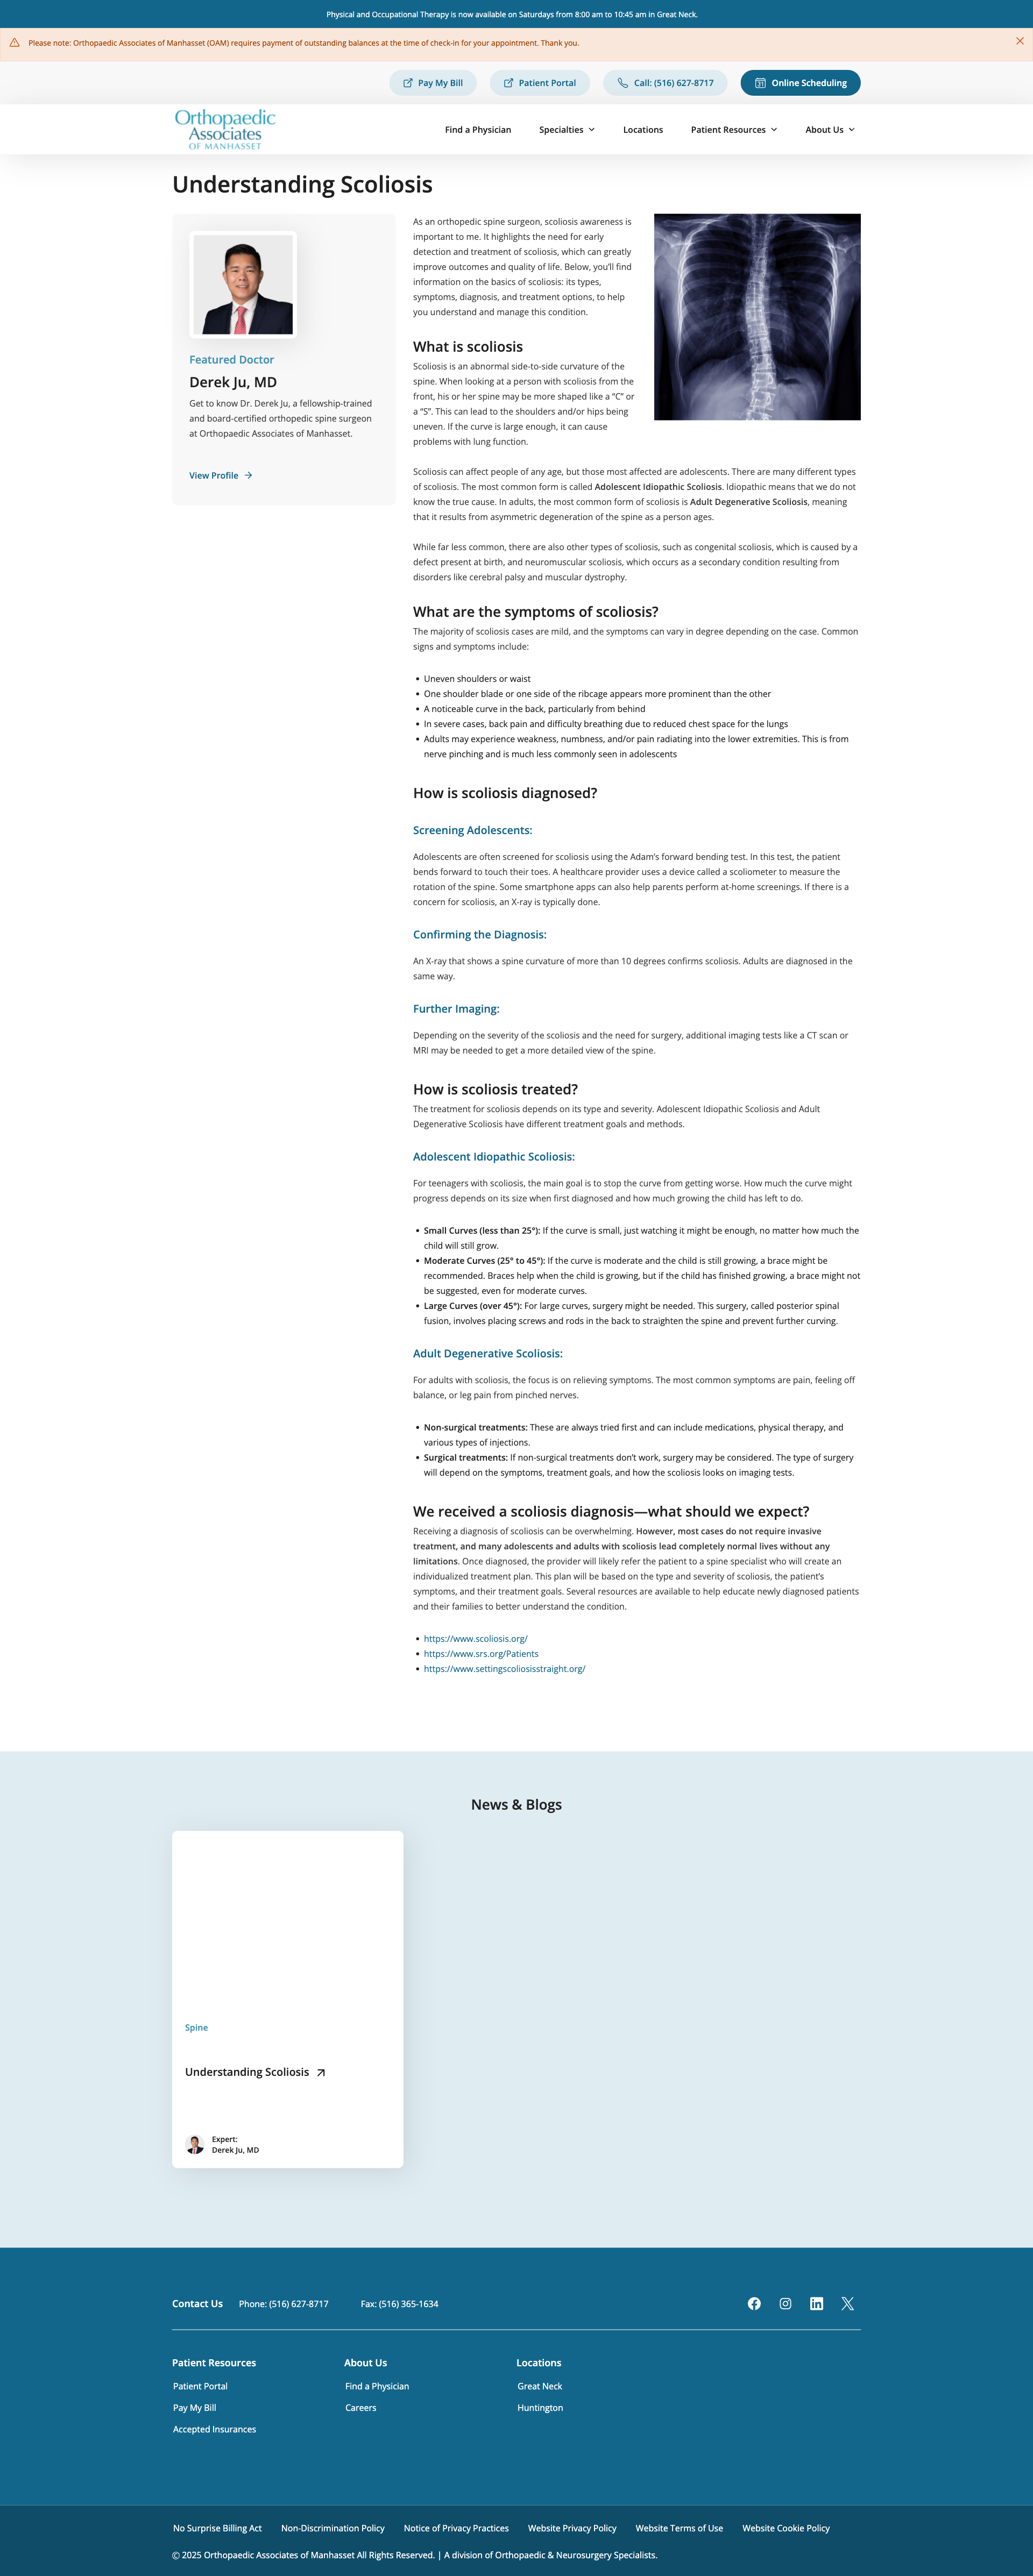 Physical and Occupational Therapy is now available on Saturdays from 8:00 am to 10:45 am in Great Neck.
Please note: Orthopaedic Associates of Manhasset (OAM) requires payment of outstanding balances at the time of check-in for your appointment. Thank you.
Pay My Bill
Patient Portal
Call: (516) 627-8717
Online Scheduling
Orthopaedic
Associates
OF MANHASSET
Find a Physician
Specialties
Locations
Patient Resources
About Us
Understanding Scoliosis
Featured Doctor
Derek Ju, MD
Get to know Dr. Derek Ju, a fellowship-trained
and board-certified orthopedic spine surgeon
at Orthopaedic Associates of Manhasset.
View Profile
As an orthopedic spine surgeon, scoliosis awareness is
important to me. It highlights the need for early
detection and treatment of scoliosis, which can greatly
improve outcomes and quality of life. Below, you'll find
information on the basics of scoliosis: its types,
symptoms, diagnosis, and treatment options, to help
you understand and manage this condition.
What is scoliosis
Scoliosis is an abnormal side-to-side curvature of the
spine. When looking at a person with scoliosis from the
front, his or her spine may be more shaped like a “C” or
a “S”. This can lead to the shoulders and/or hips being
uneven. If the curve is large enough, it can cause
problems with lung function.
Scoliosis can affect people of any age, but those most affected are adolescents. There are many different types
of scoliosis. The most common form is called Adolescent Idiopathic Scoliosis. Idiopathic means that we do not
know the true cause. In adults, the most common form of scoliosis is Adult Degenerative Scoliosis, meaning
that it results from asymmetric degeneration of the spine as a person ages.
While far less common, there are also other types of scoliosis, such as congenital scoliosis, which is caused by a
defect present at birth, and neuromuscular scoliosis, which occurs as a secondary condition resulting from
disorders like cerebral palsy and muscular dystrophy.
What are the symptoms of scoliosis?
The majority of scoliosis cases are mild, and the symptoms can vary in degree depending on the case. Common
signs and symptoms include:
• Uneven shoulders or waist
• One shoulder blade or one side of the ribcage appears more prominent than the other
• A noticeable curve in the back, particularly from behind
• In severe cases, back pain and difficulty breathing due to reduced chest space for the lungs
• Adults may experience weakness, numbness, and/or pain radiating into the lower extremities. This is from
nerve pinching and is much less commonly seen in adolescents
How is scoliosis diagnosed?
Screening Adolescents:
Adolescents are often screened for scoliosis using the Adam's forward bending test. In this test, the patient
bends forward to touch their toes. A healthcare provider uses a device called a scoliometer to measure the
rotation of the spine. Some smartphone apps can also help parents perform at-home screenings. If there is a
concern for scoliosis, an X-ray is typically done.
Confirming the Diagnosis:
An X-ray that shows a spine curvature of more than 10 degrees confirms scoliosis. Adults are diagnosed in the
same way.
Further Imaging:
Depending on the severity of the scoliosis and the need for surgery, additional imaging tests like a CT scan or
MRI may be needed to get a more detailed view of the spine.
How is scoliosis treated?
The treatment for scoliosis depends on its type and severity. Adolescent Idiopathic Scoliosis and Adult
Degenerative Scoliosis have different treatment goals and methods.
Adolescent Idiopathic Scoliosis:
For teenagers with scoliosis, the main goal is to stop the curve from getting worse. How much the curve might
progress depends on its size when first diagnosed and how much growing the child has left to do.
• Small Curves (less than 25°): If the curve is small, just watching it might be enough, no matter how much the
child will still grow.
• Moderate Curves (25° to 45°): If the curve is moderate and the child is still growing, a brace might be
recommended. Braces help when the child is growing, but if the child has finished growing, a brace might not
be suggested, even for moderate curves.
• Large Curves (over 45°): For large curves, surgery might be needed. This surgery, called posterior spinal
fusion, involves placing screws and rods in the back to straighten the spine and prevent further curving.
Adult Degenerative Scoliosis:
For adults with scoliosis, the focus is on relieving symptoms. The most common symptoms are pain, feeling off
balance, or leg pain from pinched nerves.
• Non-surgical treatments: These are always tried first and can include medications, physical therapy, and
various types of injections.
• Surgical treatments: If non-surgical treatments don't work, surgery may be considered. The type of surgery
will depend on the symptoms, treatment goals, and how the scoliosis looks on imaging tests.
We received a scoliosis diagnosis—what should we expect?
Receiving a diagnosis of scoliosis can be overwhelming. However, most cases do not require invasive
treatment, and many adolescents and adults with scoliosis lead completely normal lives without any
limitations. Once diagnosed, the provider will likely refer the patient to a spine specialist who will create an
individualized treatment plan. This plan will be based on the type and severity of scoliosis, the patient's
symptoms, and their treatment goals. Several resources are available to help educate newly diagnosed patients
and their families to better understand the condition.
• https://www.scoliosis.org/
• https://www.srs.org/Patients
• https://www.settingscoliosisstraight.org/
News & Blogs
Spine
Understanding Scoliosis
Expert:
Derek Ju, MD
Contact Us
Phone: (516) 627-8717
Fax: (516) 365-1634
Patient Resources
Patient Portal
Pay My Bill
Accepted Insurances
About Us
Find a Physician
Careers
Locations
Great Neck
Huntington
No Surprise Billing Act
Non-Discrimination Policy
Notice of Privacy Practices
Website Privacy Policy
Website Terms of Use
Website Cookie Policy
© 2025 Orthopaedic Associates of Manhasset All Rights Reserved. | A division of Orthopaedic & Neurosurgery Specialists.